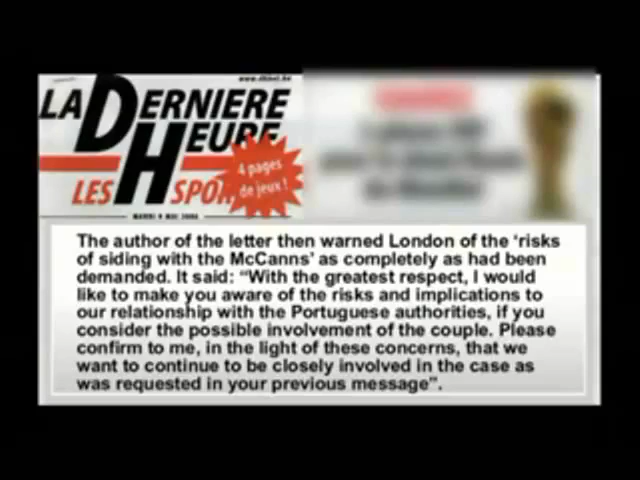 www.dhnet.be
LA DERNIERE
HEURE
LES SPORTS
4 pages
de jeux !
MARDI 9 MAI 2006
The author of the letter then warned London of the ‘risks
of siding with the McCanns’ as completely as had been
demanded. It said: “With the greatest respect, I would
like to make you aware of the risks and implications to
our relationship with the Portuguese authorities, if you
consider the possible involvement of the couple. Please
confirm to me, in the light of these concerns, that we
want to continue to be closely involved in the case as
was requested in your previous message”.